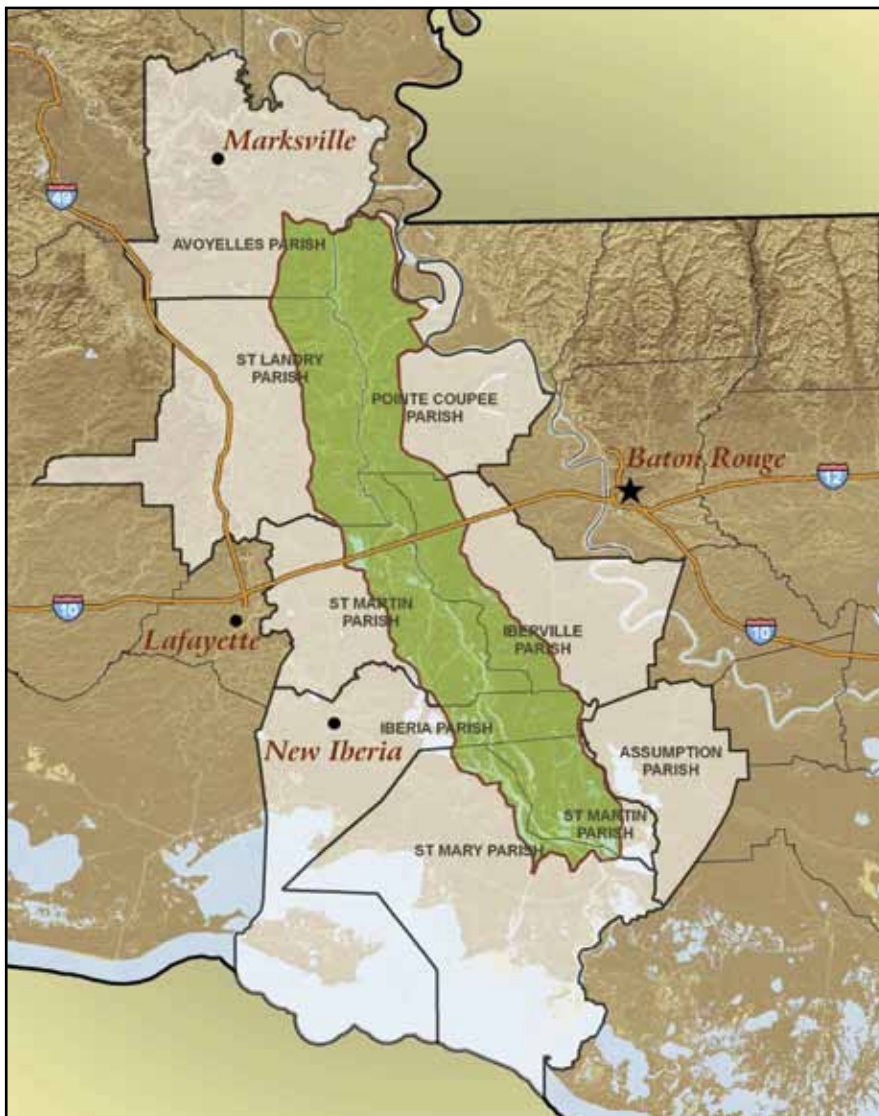 Marksville
49
AVOYELLES PARISH
ST LANDRY
PARISH
POINTE COUPEE
PARISH
Baton Rouge
12
10
ST MARTIN
PARISH
Lafayette
IBERVILLE
PARISH
10
New Iberia
IBERIA PARISH
ASSUMPTION
PARISH
ST MARTIN
PARISH
ST MARY PARISH